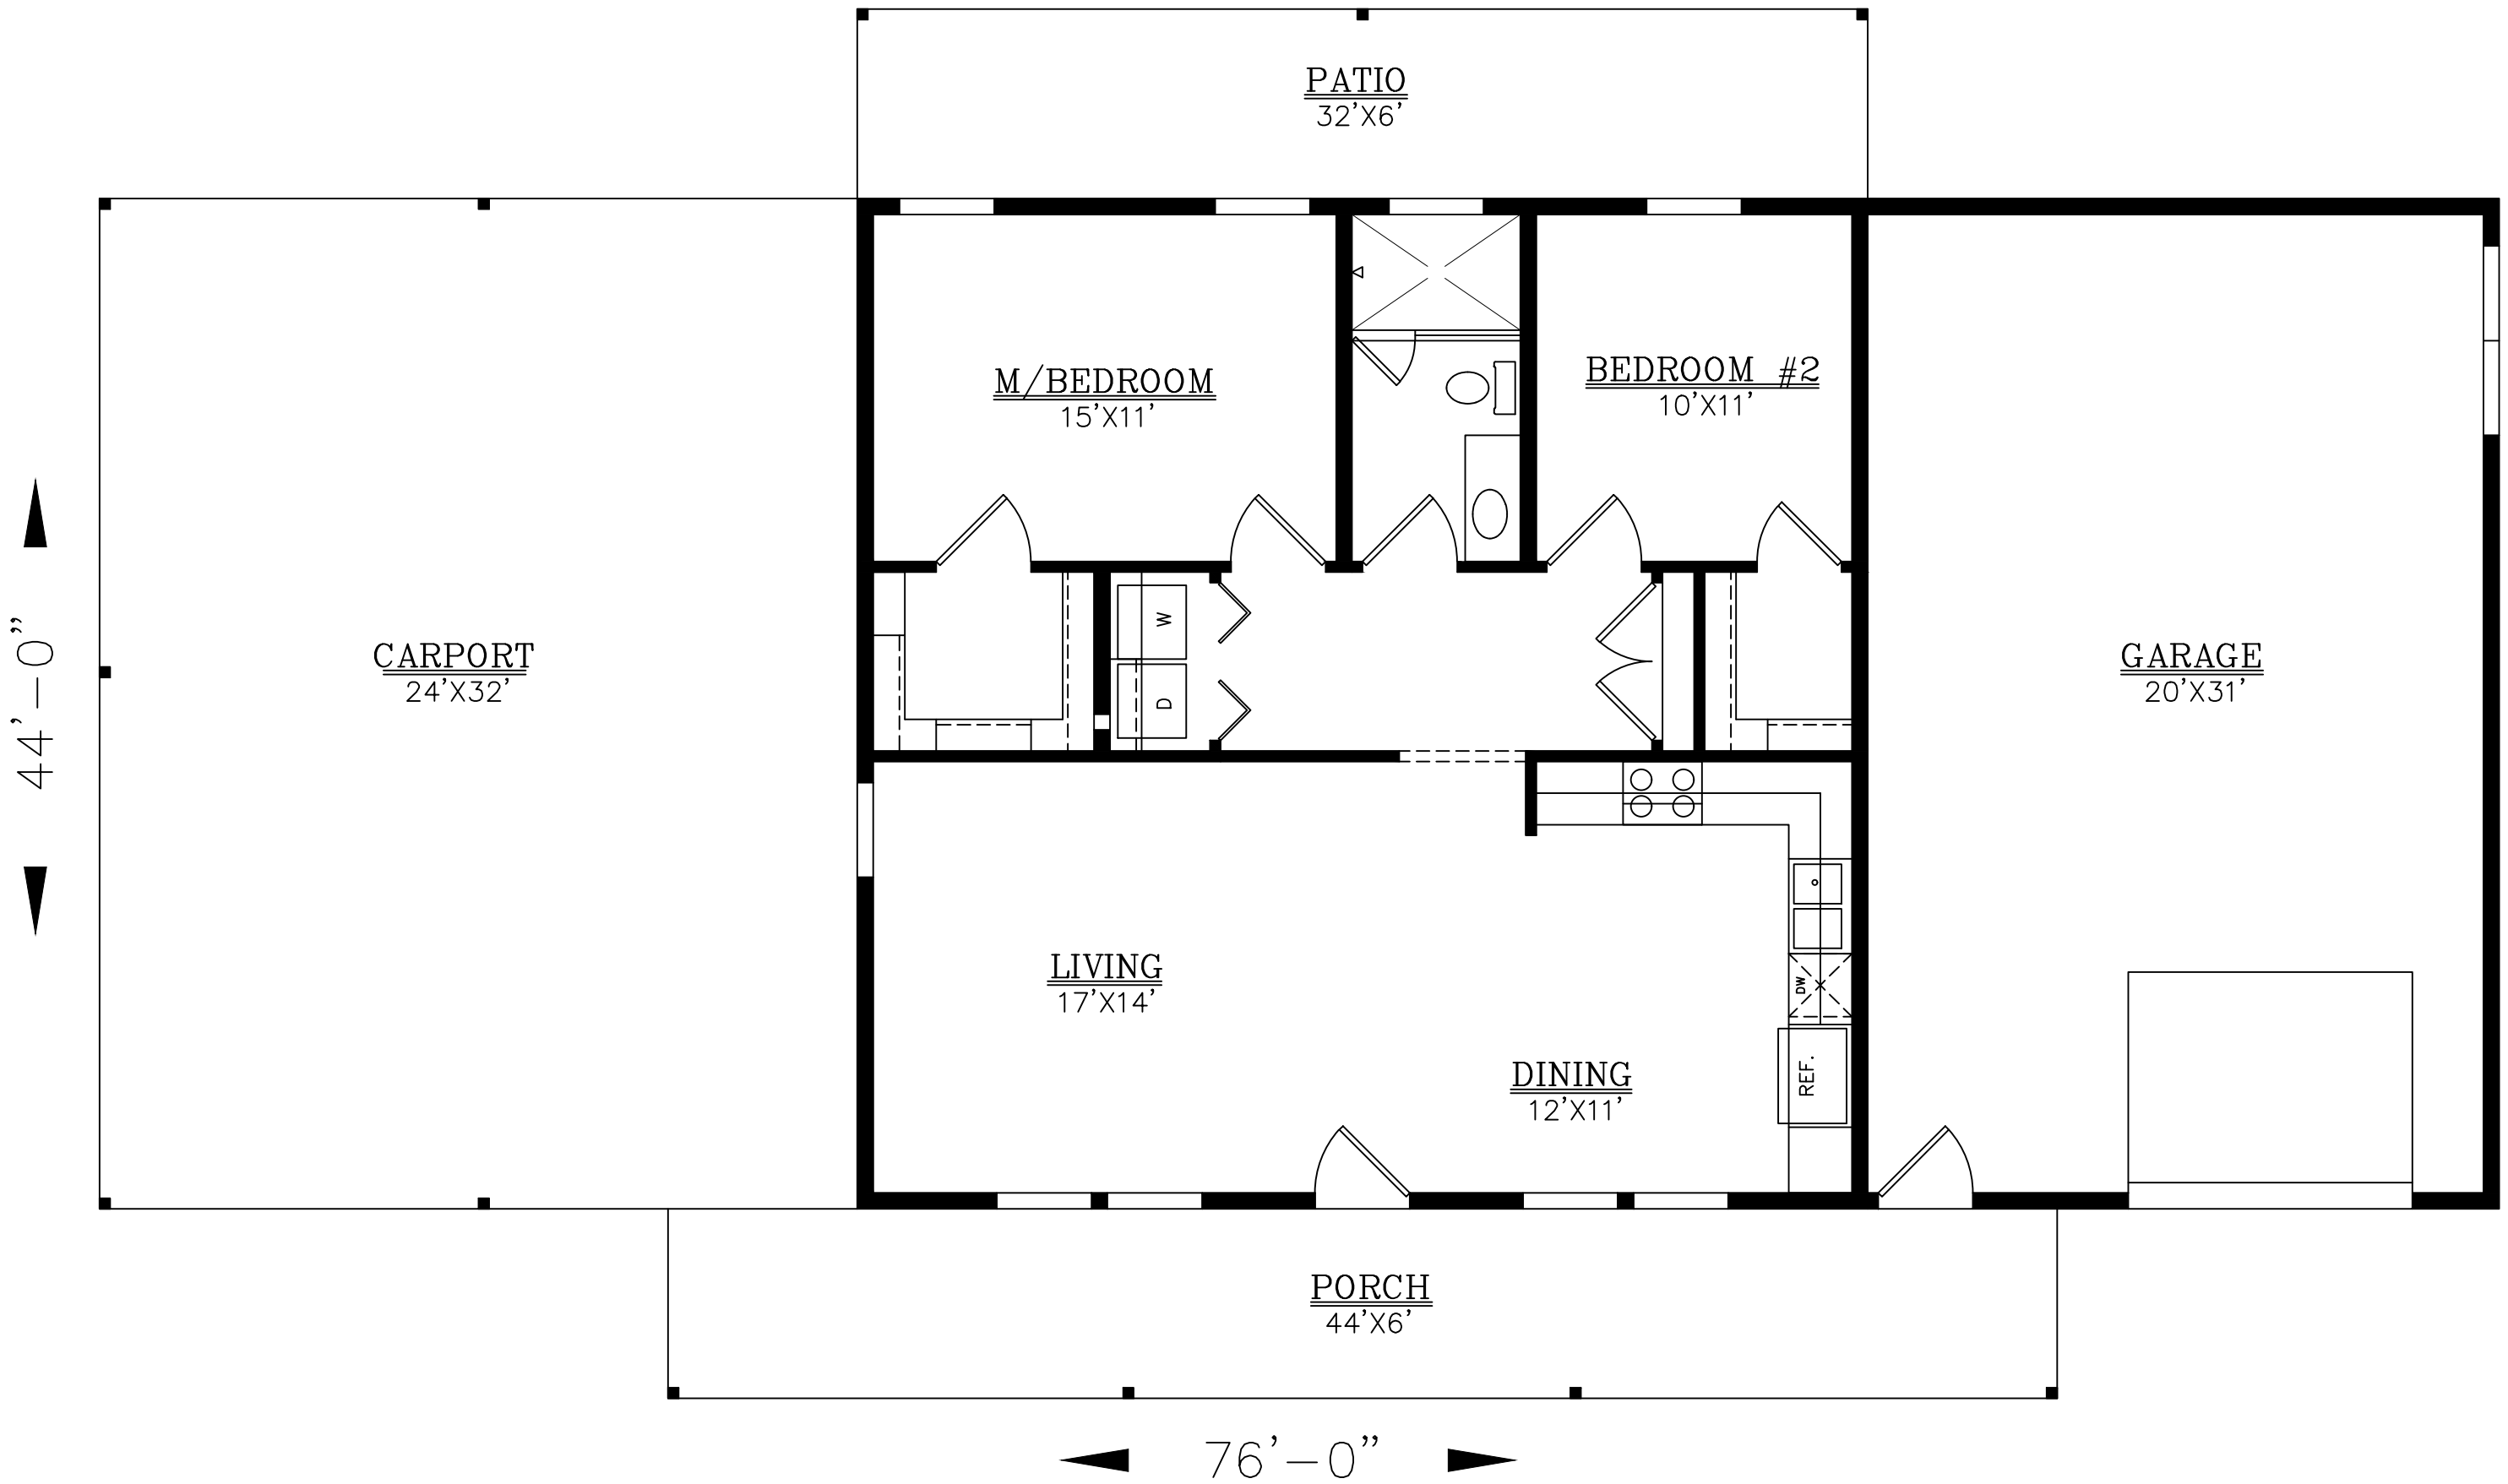 PATIO
32'X6'
M/BEDROOM
15'X11'
BEDROOM #2
10'X11'
CARPORT
24'X32'
44'-0"
W
D
GARAGE
20'X31'
LIVING
17'X14'
DW
REF.
DINING
12'X11'
PORCH
44'X6'
76'-0"